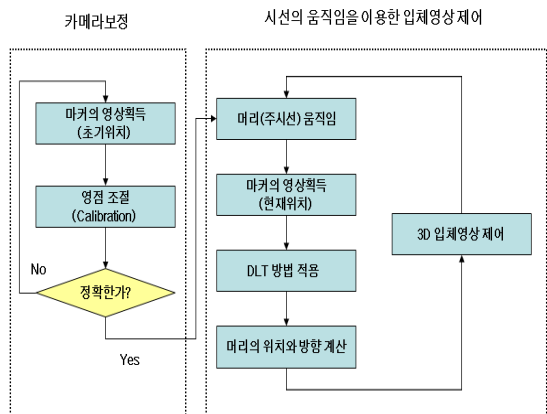 카메라보정
시선의 움직임을 이용한 입체영상 제어
마커의 영상획득
(초기위치)
영점 조절
(Calibration)
정확한가?
No
Yes
머리(주시선) 움직임
마커의 영상획득
(현재위치)
DLT 방법 적용
머리의 위치와 방향 계산
3D 입체영상 제어